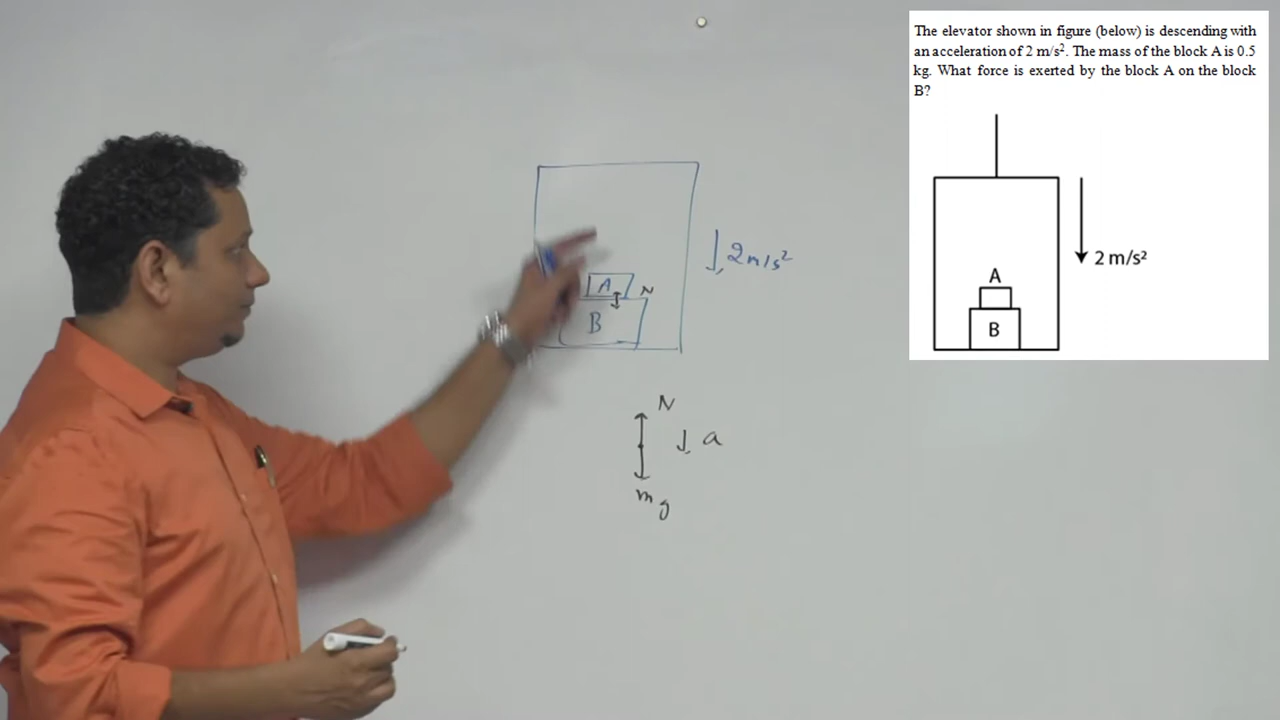 The elevator shown in figure (below) is descending with
an acceleration of 2 m/s². The mass of the block A is 0.5
kg. What force is exerted by the block A on the block
B?
2 m/s²
A
B
2m/s²
A
N
B
N
a
mg